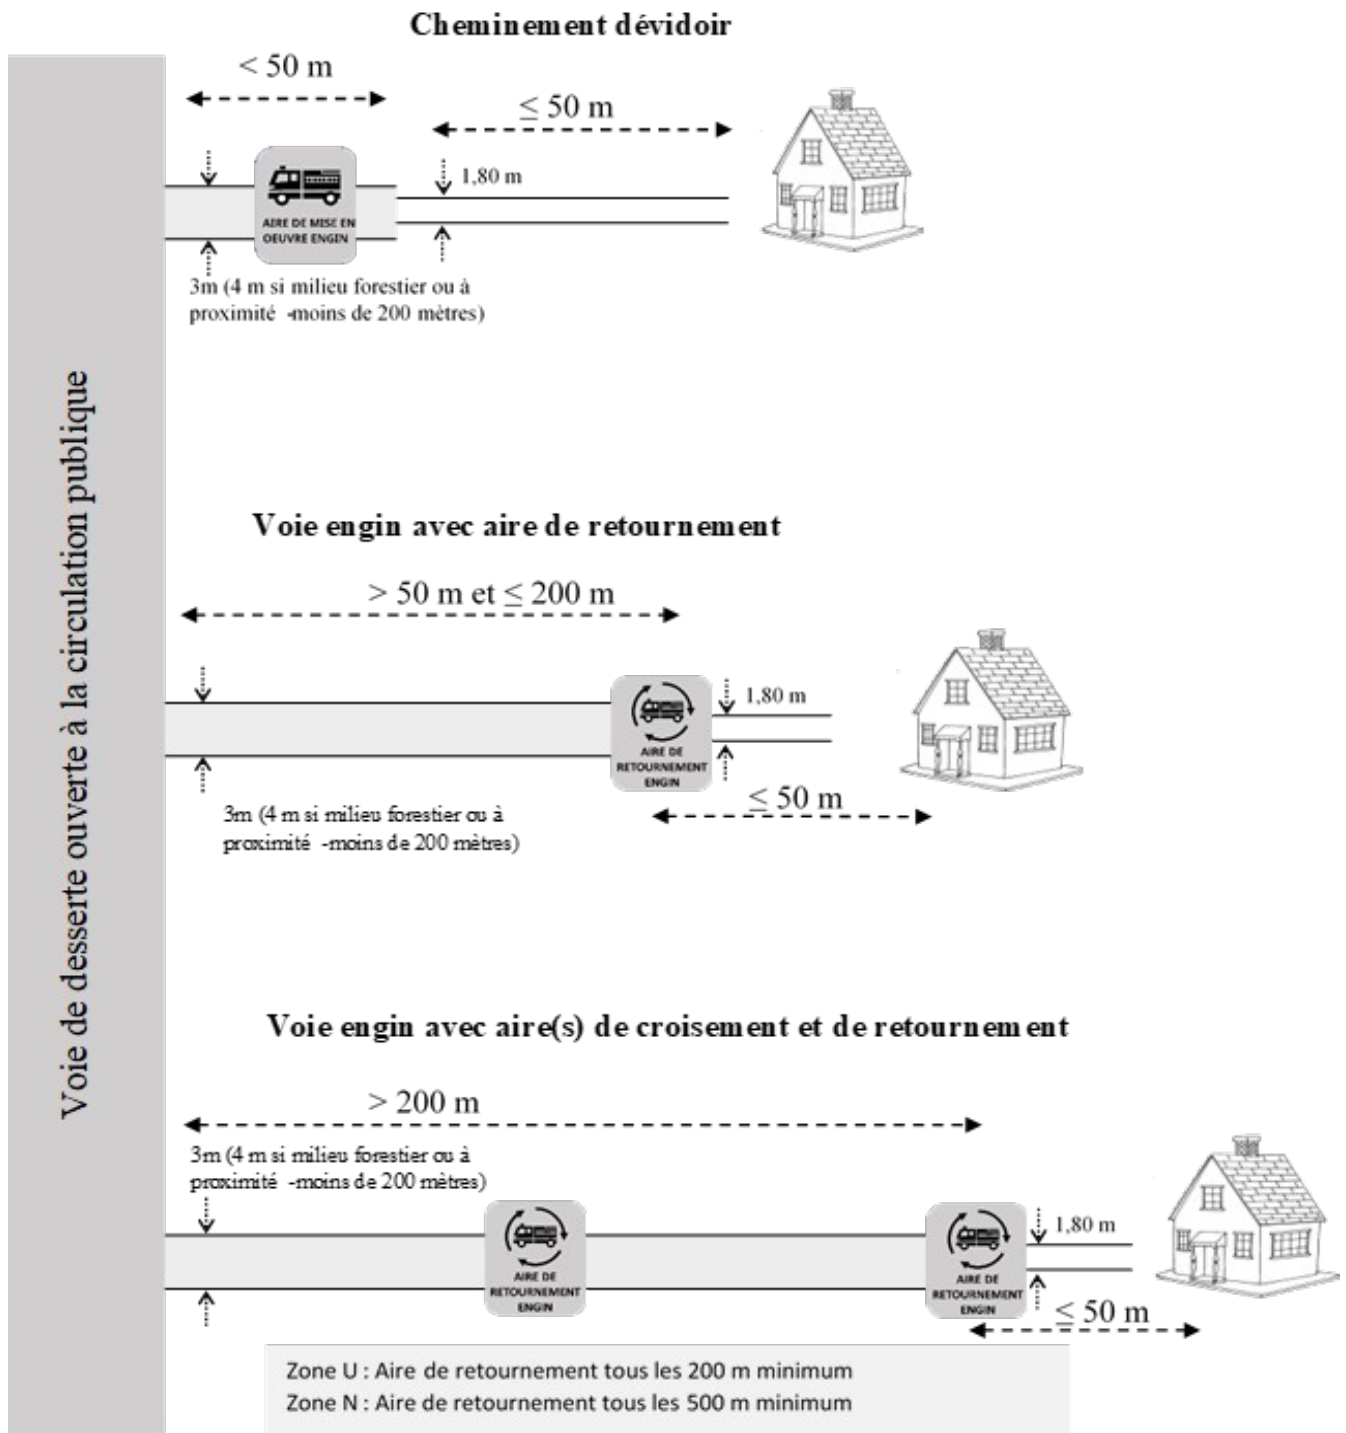 Cheminement dévidoir
< 50 m
≤ 50 m
1,80 m
AIRE DE MISE EN
OEUVRE ENGIN
3m (4 m si milieu forestier ou à
proximité -moins de 200 mètres)
Voie de desserte ouverte à la circulation publique
Voie engin avec aire de retournement
> 50 m et ≤ 200 m
1,80 m
AIRE DE
RETOURNEMENT
ENGIN
≤ 50 m
3m (4 m si milieu forestier ou à
proximité -moins de 200 mètres)
Voie engin avec aire(s) de croisement et de retournement
> 200 m
3m (4 m si milieu forestier ou à
proximité -moins de 200 mètres)
AIRE DE
RETOURNEMENT
ENGIN
AIRE DE
RETOURNEMENT
ENGIN
1,80 m
≤ 50 m
Zone U : Aire de retournement tous les 200 m minimum
Zone N : Aire de retournement tous les 500 m minimum